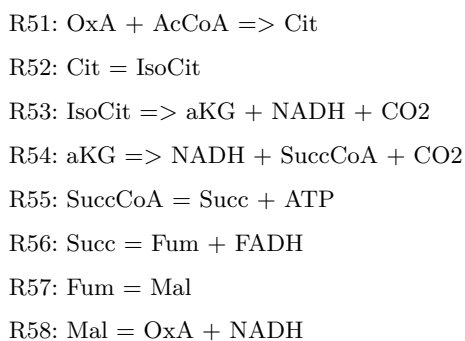 R51: OxA + AcCoA => Cit
R52: Cit = IsoCit
R53: IsoCit => aKG + NADH + CO2
R54: aKG => NADH + SuccCoA + CO2
R55: SuccCoA = Succ + ATP
R56: Succ = Fum + FADH
R57: Fum = Mal
R58: Mal = OxA + NADH